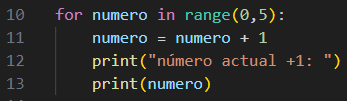 10 for numero in range(0,5):
11     numero = numero + 1
12     print("número actual +1: ")
13     print(numero)